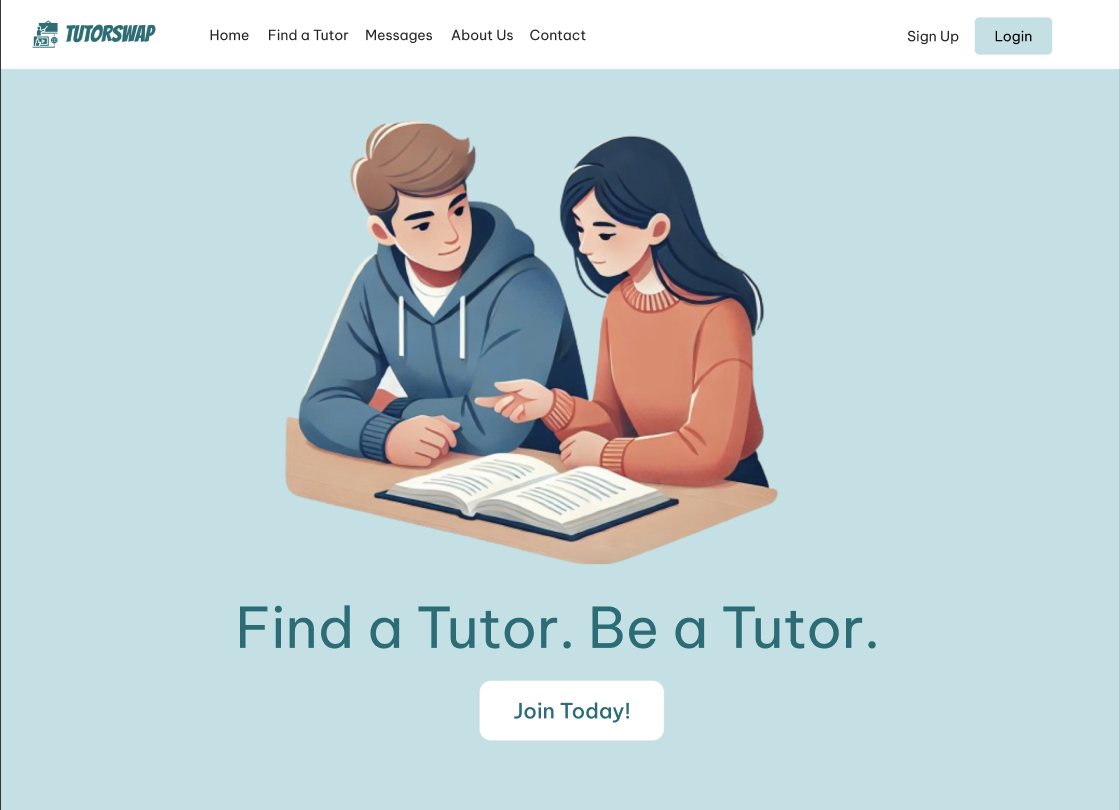 TUTORSWAP
Home Find a Tutor Messages About Us Contact
Sign Up Login
Find a Tutor. Be a Tutor.
Join Today!